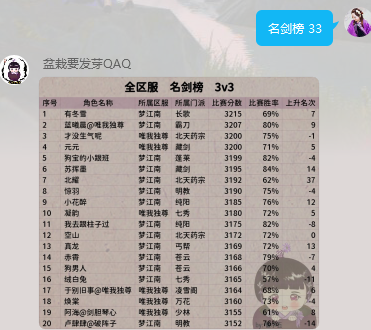 名剑榜 33
盆栽要发芽QAQ
全区服 名剑榜 3v3
序号 角色名称 所属区服 所属门派 比赛分数 比赛胜率 上升名次
1 有冬雪 梦江南 长歌 3215 69% 7
2 蓝曦晨@唯我独尊 梦江南 霸刀 3207 80% 9
3 才没生气呢 梦江南 北天药宗 3200 75% -1
4 元元 唯我独尊 藏剑 3200 71% 5
5 狗宝的小跟班 梦江南 蓬莱 3199 82% -4
6 苏挥墨 梦江南 藏剑 3195 84% 14
7 北耀 梦江南 北天药宗 3192 62% 37
8 惜羽 梦江南 明教 3190 75% -4
9 小花醉 梦江南 纯阳 3185 76% 12
10 凝韵 唯我独尊 七秀 3180 72% 5
11 我去跟柱子过 梦江南 纯阳 3175 82% -8
12 空山 梦江南 北天药宗 3172 72% 0
13 真龙 梦江南 丐帮 3169 72% 13
14 赤青 梦江南 苍云 3168 79% -7
15 狗男人 梦江南 苍云 3166 70% 4
16 绒白兔 唯我独尊 七秀 3165 57% -11
17 于别旧事@唯我独尊 梦江南 凌雪阁 3164 68% 6
18 焕棠 唯我独尊 万花 3160 73% -4
19 阿海@剑胆琴心 唯我独尊 少林 3155 61% 8
20 卢肆肆@破阵子 梦江南 明教 3152 76% -14